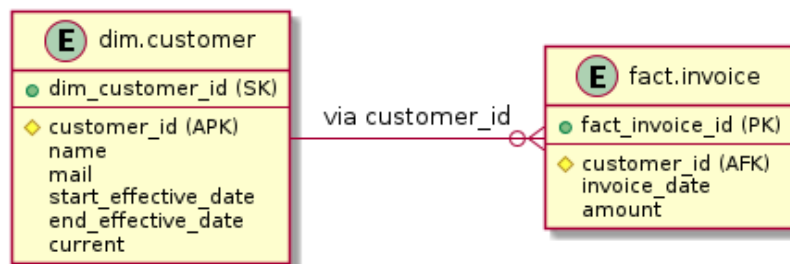 E dim.customer
dim_customer_id (SK)
customer_id (APK)
name
mail
start_effective_date
end_effective_date
current
via customer_id
E fact.invoice
fact_invoice_id (PK)
customer_id (AFK)
invoice_date
amount